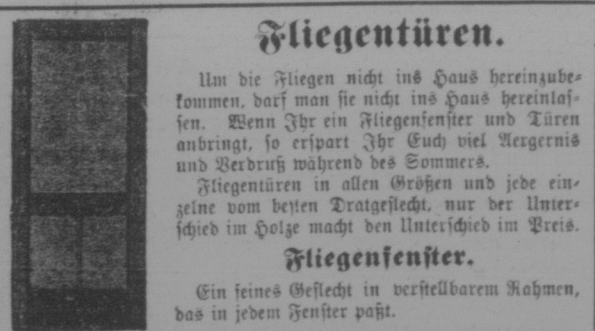 Fliegentüren.
Um die Fliegen nicht ins Haus hereinzube-
kommen, darf man sie nicht ins Haus hereinlas-
sen. Wenn Ihr ein Fliegenfenster und Türen
anbringt, so erspart Ihr Euch viel Aergernis
und Verdruß während des Sommers.
Fliegentüren in allen Größen und jede ein-
zelne vom besten Dratgeflecht, nur der Unter-
schied im Holze macht den Unterschied im Preis.
Fliegenfenster.
Ein feines Geflecht in verstellbarem Rahmen,
das in jedem Fenster paßt.